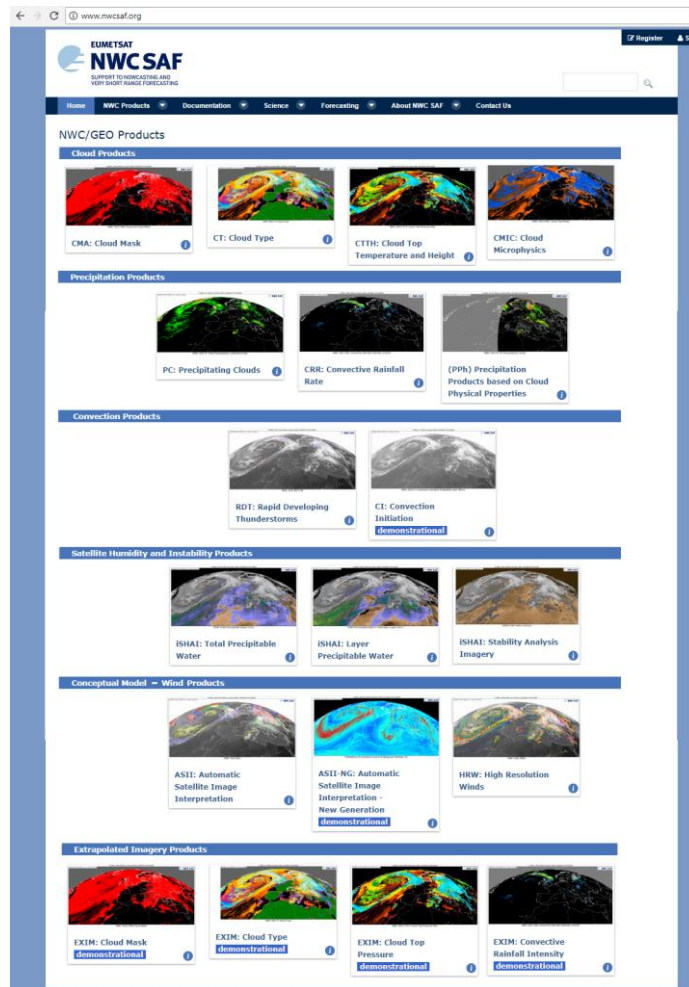 www.nwcsaf.org
Register
EUMETSAT
NWC SAF
SUPPORT TO NOWCASTING AND
VERY SHORT RANGE FORECASTING
Home NWC Products Documentation Science Forecasting About NWC SAF Contact Us
NWC/GEO Products
Cloud Products
CMA: Cloud Mask
CT: Cloud Type
CTTH: Cloud Top
Temperature and Height
CMIC: Cloud
Microphysics
Precipitation Products
PC: Precipitating Clouds
CRR: Convective Rainfall
Rate
(PPh) Precipitation
Products based on Cloud
Physical Properties
Convection Products
RDT: Rapid Developing
Thunderstorms
CI: Convection
Initiation
demonstrational
Satellite Humidity and Instability Products
iSHAI: Total Precipitable
Water
iSHAI: Layer
Precipitable Water
iSHAI: Stability Analysis
Imagery
Conceptual Model – Wind Products
ASII: Automatic
Satellite Image
Interpretation
ASII-NG: Automatic
Satellite Image
Interpretation -
New Generation
demonstrational
HRW: High Resolution
Winds
Extrapolated Imagery Products
EXIM: Cloud Mask
demonstrational
EXIM: Cloud Type
demonstrational
EXIM: Cloud Top
Pressure
demonstrational
EXIM: Convective
Rainfall Intensity
demonstrational